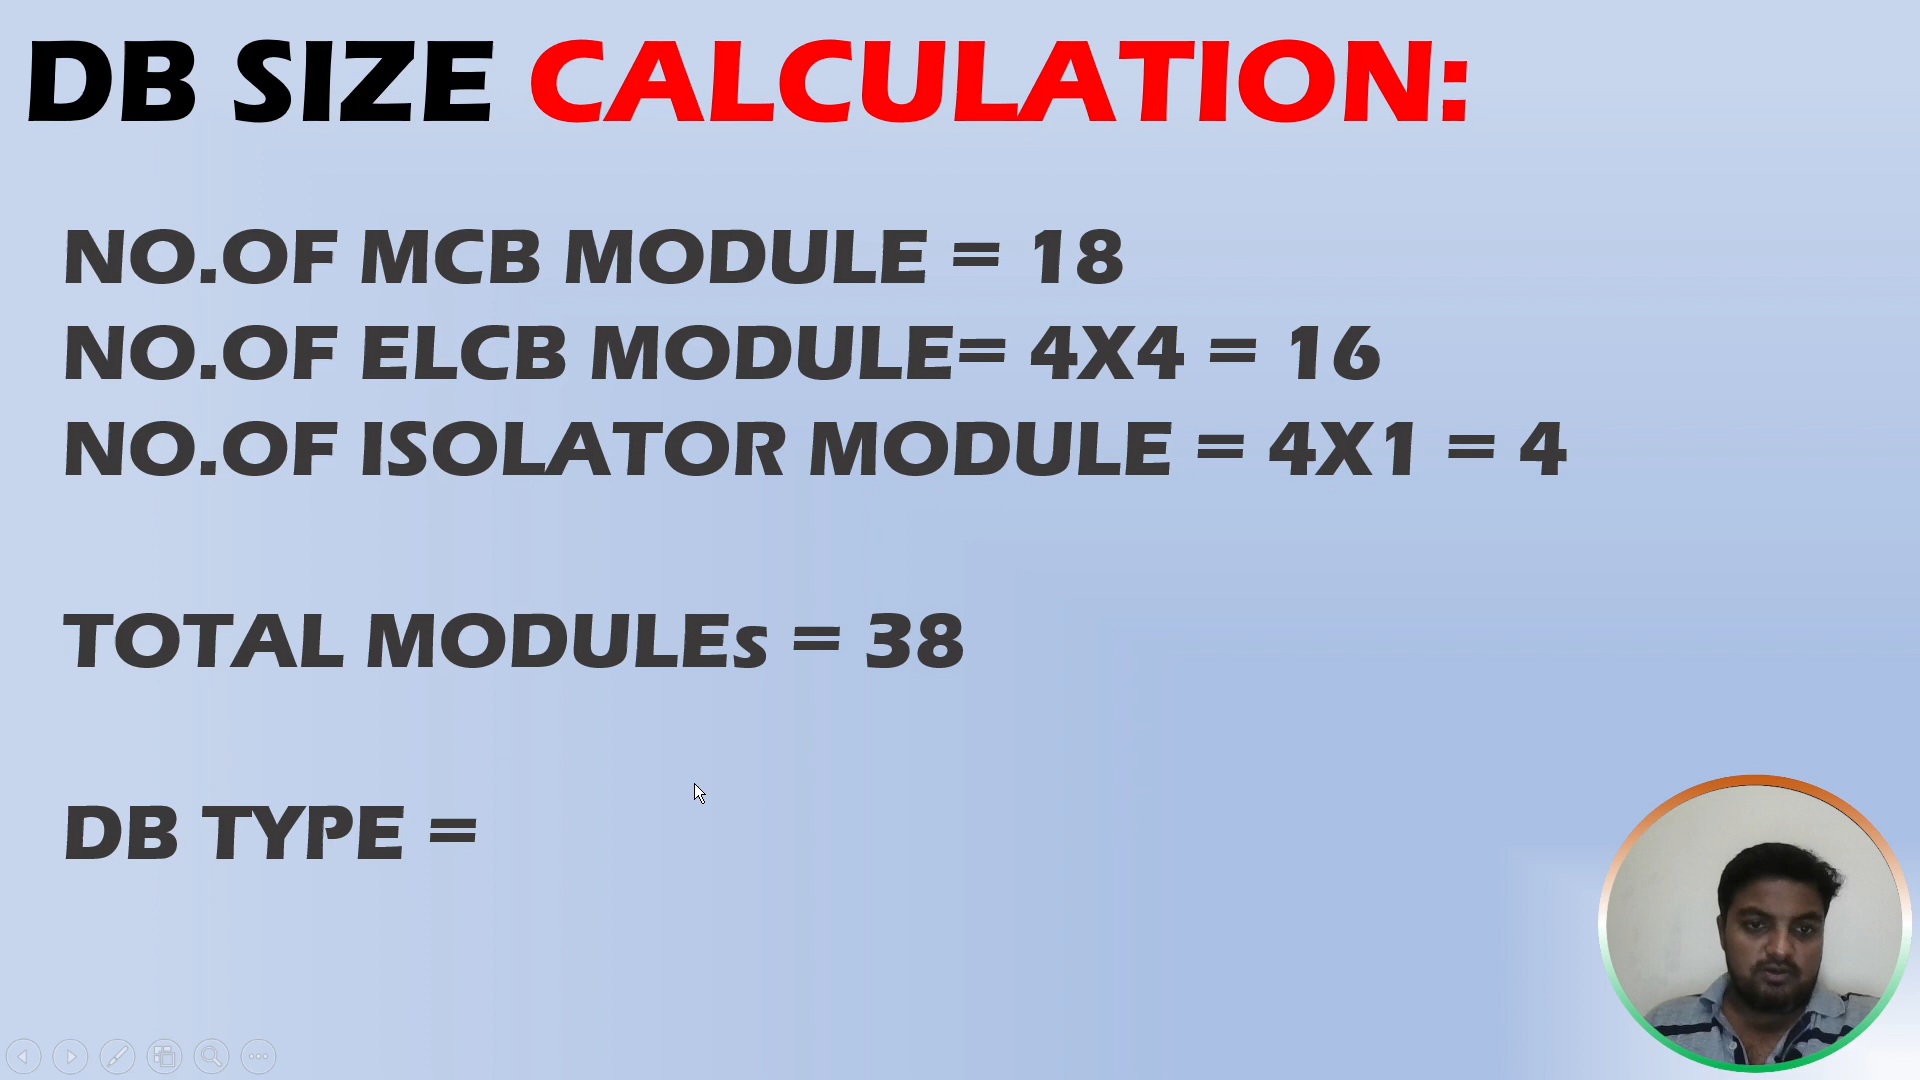 DB SIZE CALCULATION:
NO.OF MCB MODULE = 18
NO.OF ELCB MODULE= 4X4 = 16
NO.OF ISOLATOR MODULE = 4X1 = 4
TOTAL MODULEs = 38
DB TYPE =